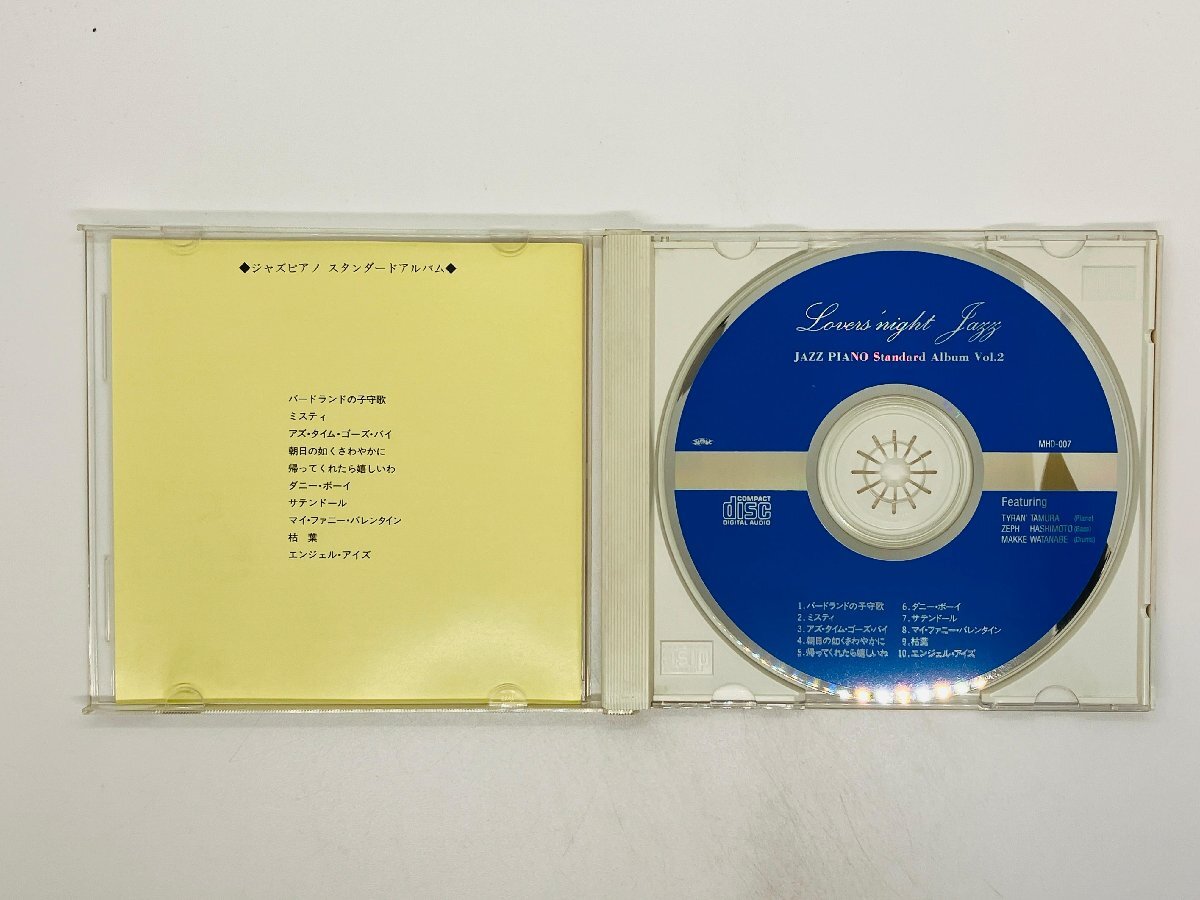 ◆ジャズピアノ スタンダードアルバム◆
バードランドの子守歌
ミスティ
アズ・タイム・ゴーズ・バイ
朝日の如くさわやかに
帰ってくれたら嬉しいわ
ダニー・ボーイ
サテンドール
マイ・ファニー・バレンタイン
枯 葉
エンジェル・アイズ
Lovers' night Jazz
JAZZ PIANO Standard Album Vol.2
MHD-007
COMPACT
disc
DIGITAL AUDIO
Featuring
TYRAN' TAMURA (Piano)
ZEPH HASHIMOTO (Bass)
MAKKE WATANABE (Drums)
1.バードランドの子守歌
2.ミスティ
3.アズ・タイム・ゴーズ・バイ
4.朝日の如くさわやかに
5.帰ってくれたら嬉しいわ
6.ダニー・ボーイ
7.サテンドール
8.マイ・ファニー・バレンタイン
9.枯葉
10.エンジェル・アイズ